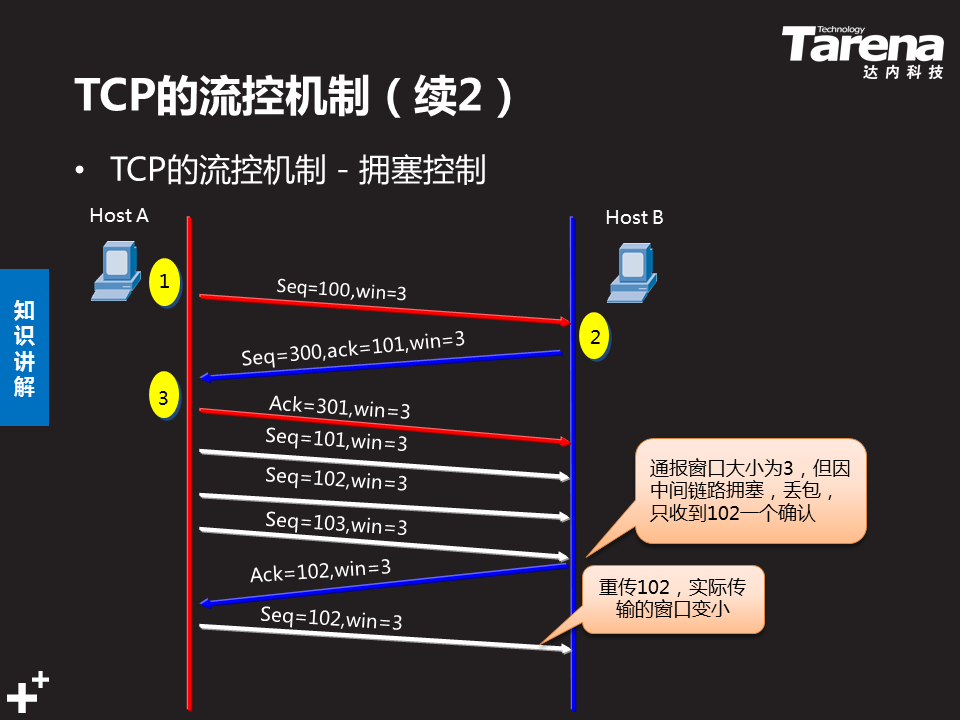 Technology
Tarena
达内科技
TCP的流控机制（续2）
• TCP的流控机制 - 拥塞控制
Host A
Host B
1
Seq=100,win=3
2
Seq=300,ack=101,win=3
3
Ack=301,win=3
Seq=101,win=3
Seq=102,win=3
Seq=103,win=3
Ack=102,win=3
Seq=102,win=3
通报窗口大小为3，但因
中间链路拥塞，丢包，
只收到102一个确认
重传102，实际传
输的窗口变小
知
识
讲
解